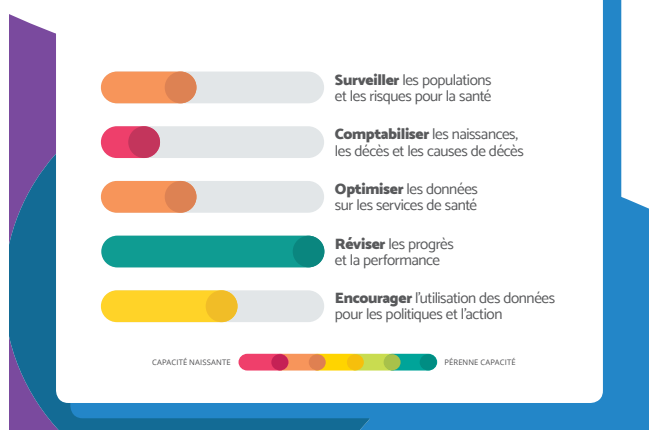 Surveiller les populations
et les risques pour la santé
Comptabiliser les naissances,
les décès et les causes de décès
Optimiser les données
sur les services de santé
Réviser les progrès
et la performance
Encourager l'utilisation des données
pour les politiques et l'action
CAPACITÉ NAISSANTE PÉRENNE CAPACITÉ